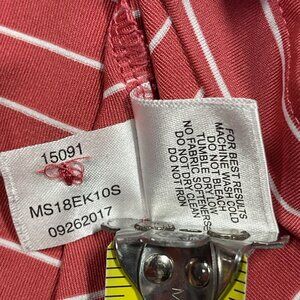 15091
MS18EK10S
09262017
FOR BEST RESULTS
MACHINE WASH COLD
DO NOT BLEACH
TUMBLE DRY LOW
NO FABRIC SOFTENERS
DO NOT DRY CLEAN
DO NOT IRON